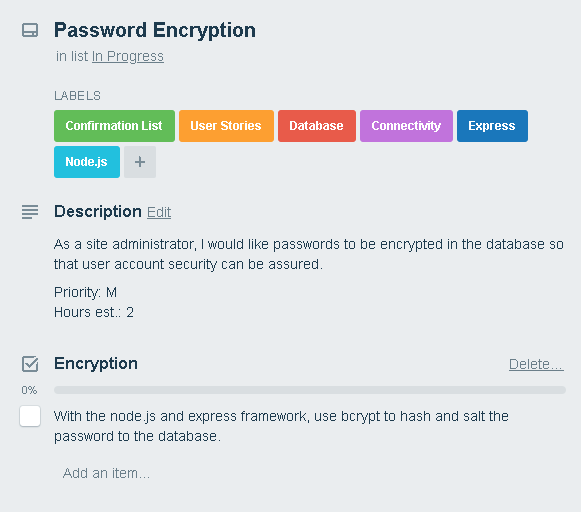 Password Encryption
in list In Progress
LABELS
Confirmation List User Stories Database Connectivity Express
Node.js +
Description Edit
As a site administrator, I would like passwords to be encrypted in the database so
that user account security can be assured.
Priority: M
Hours est.: 2
Encryption Delete...
0%
With the node.js and express framework, use bcrypt to hash and salt the
password to the database.
Add an item...